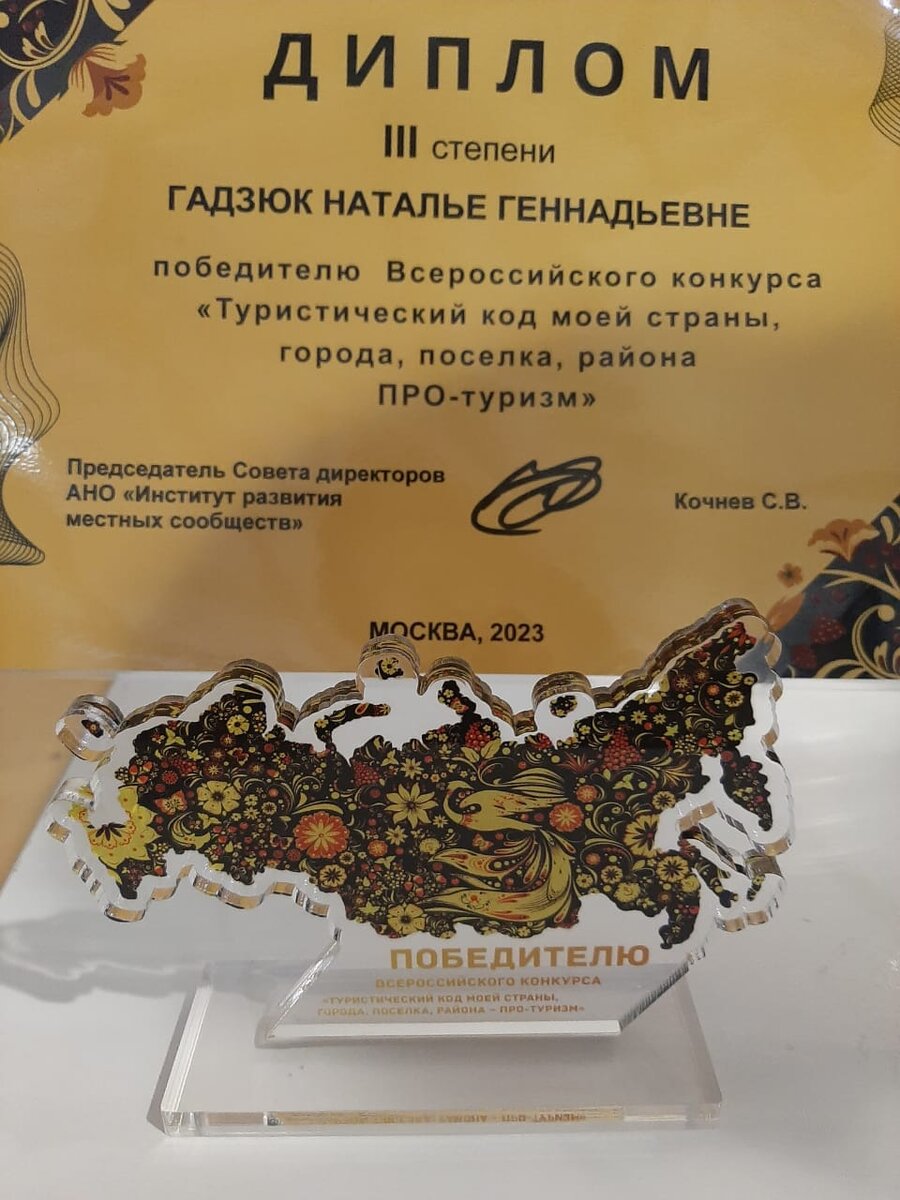 ДИПЛОМ
III степени
ГАДЗЮК НАТАЛЬЕ ГЕННАДЬЕВНЕ
победителю Всероссийского конкурса
«Туристический код моей страны,
города, поселка, района
ПРО-туризм»
Председатель Совета директоров
АНО «Институт развития
местных сообществ»
Кочнев С.В.
МОСКВА, 2023
ПОБЕДИТЕЛЮ
ВСЕРОССИЙСКОГО КОНКУРСА
«ТУРИСТИЧЕСКИЙ КОД МОЕЙ СТРАНЫ,
ГОРОДА, ПОСЕЛКА, РАЙОНА – ПРО-ТУРИЗМ»